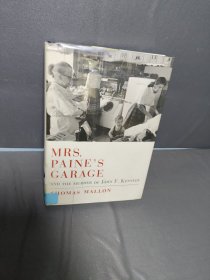 MRS.
PAINE'S
GARAGE
AND THE MURDER OF JOHN F. KENNEDY
THOMAS MALLON